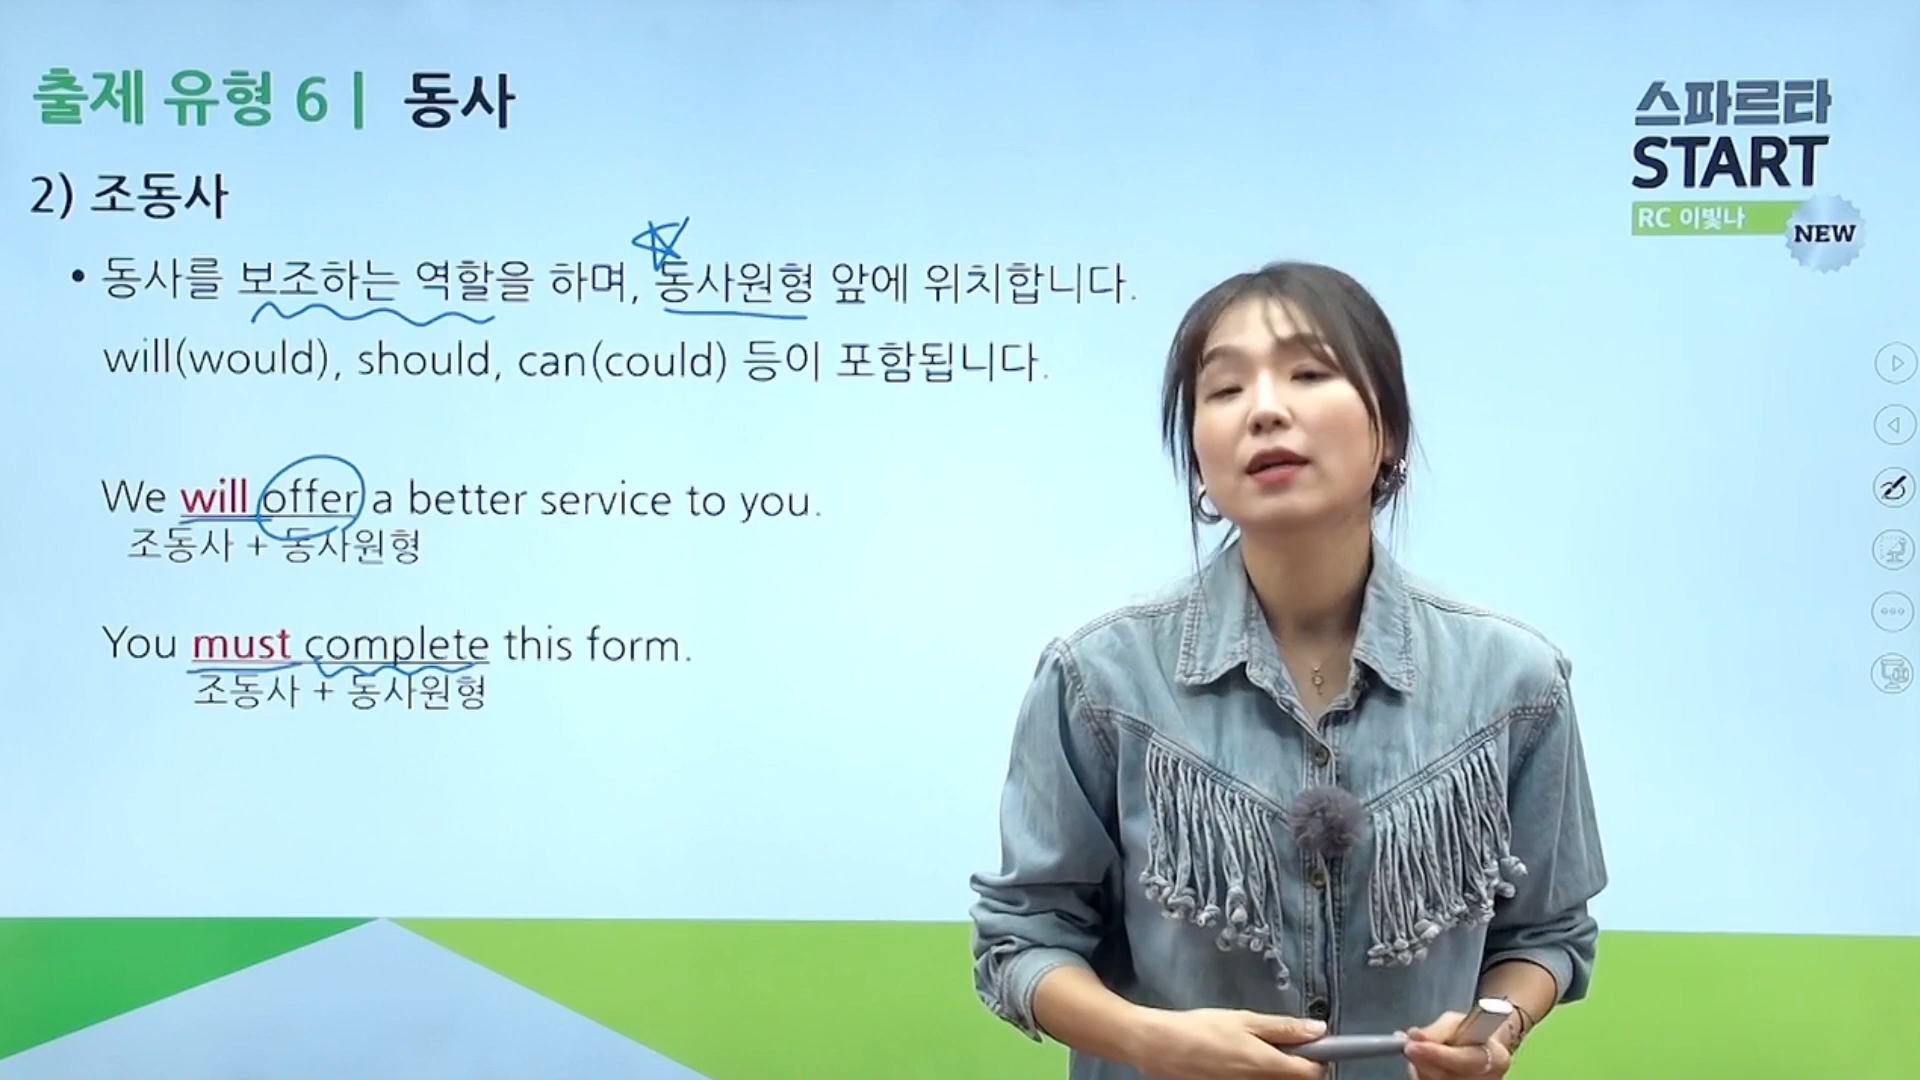 출제 유형 6 | 동사
스파르타
START
RC 이빛나
NEW
2) 조동사
• 동사를 보조하는 역할을 하며, 동사원형 앞에 위치합니다.
will(would), should, can(could) 등이 포함됩니다.
We will offer a better service to you.
조동사 + 동사원형
You must complete this form.
조동사 + 동사원형